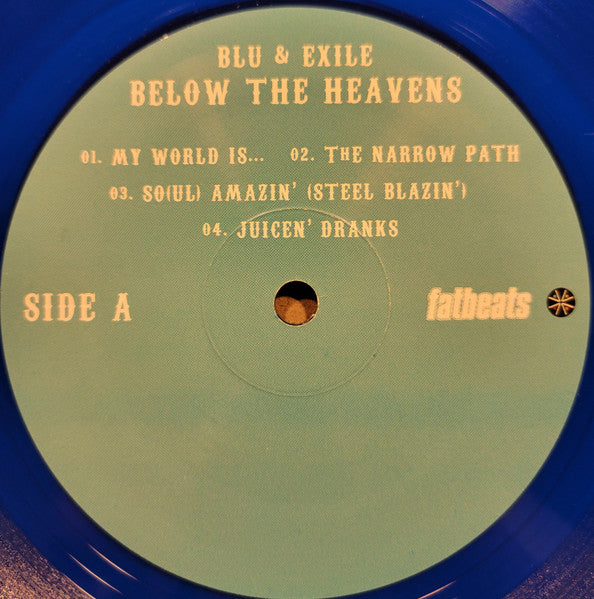 BLU & EXILE
BELOW THE HEAVENS
01. MY WORLD IS... 02. THE NARROW PATH
03. SO(UL) AMAZIN' (STEEL BLAZIN')
04. JUICEN' DRANKS
SIDE A fatbeats